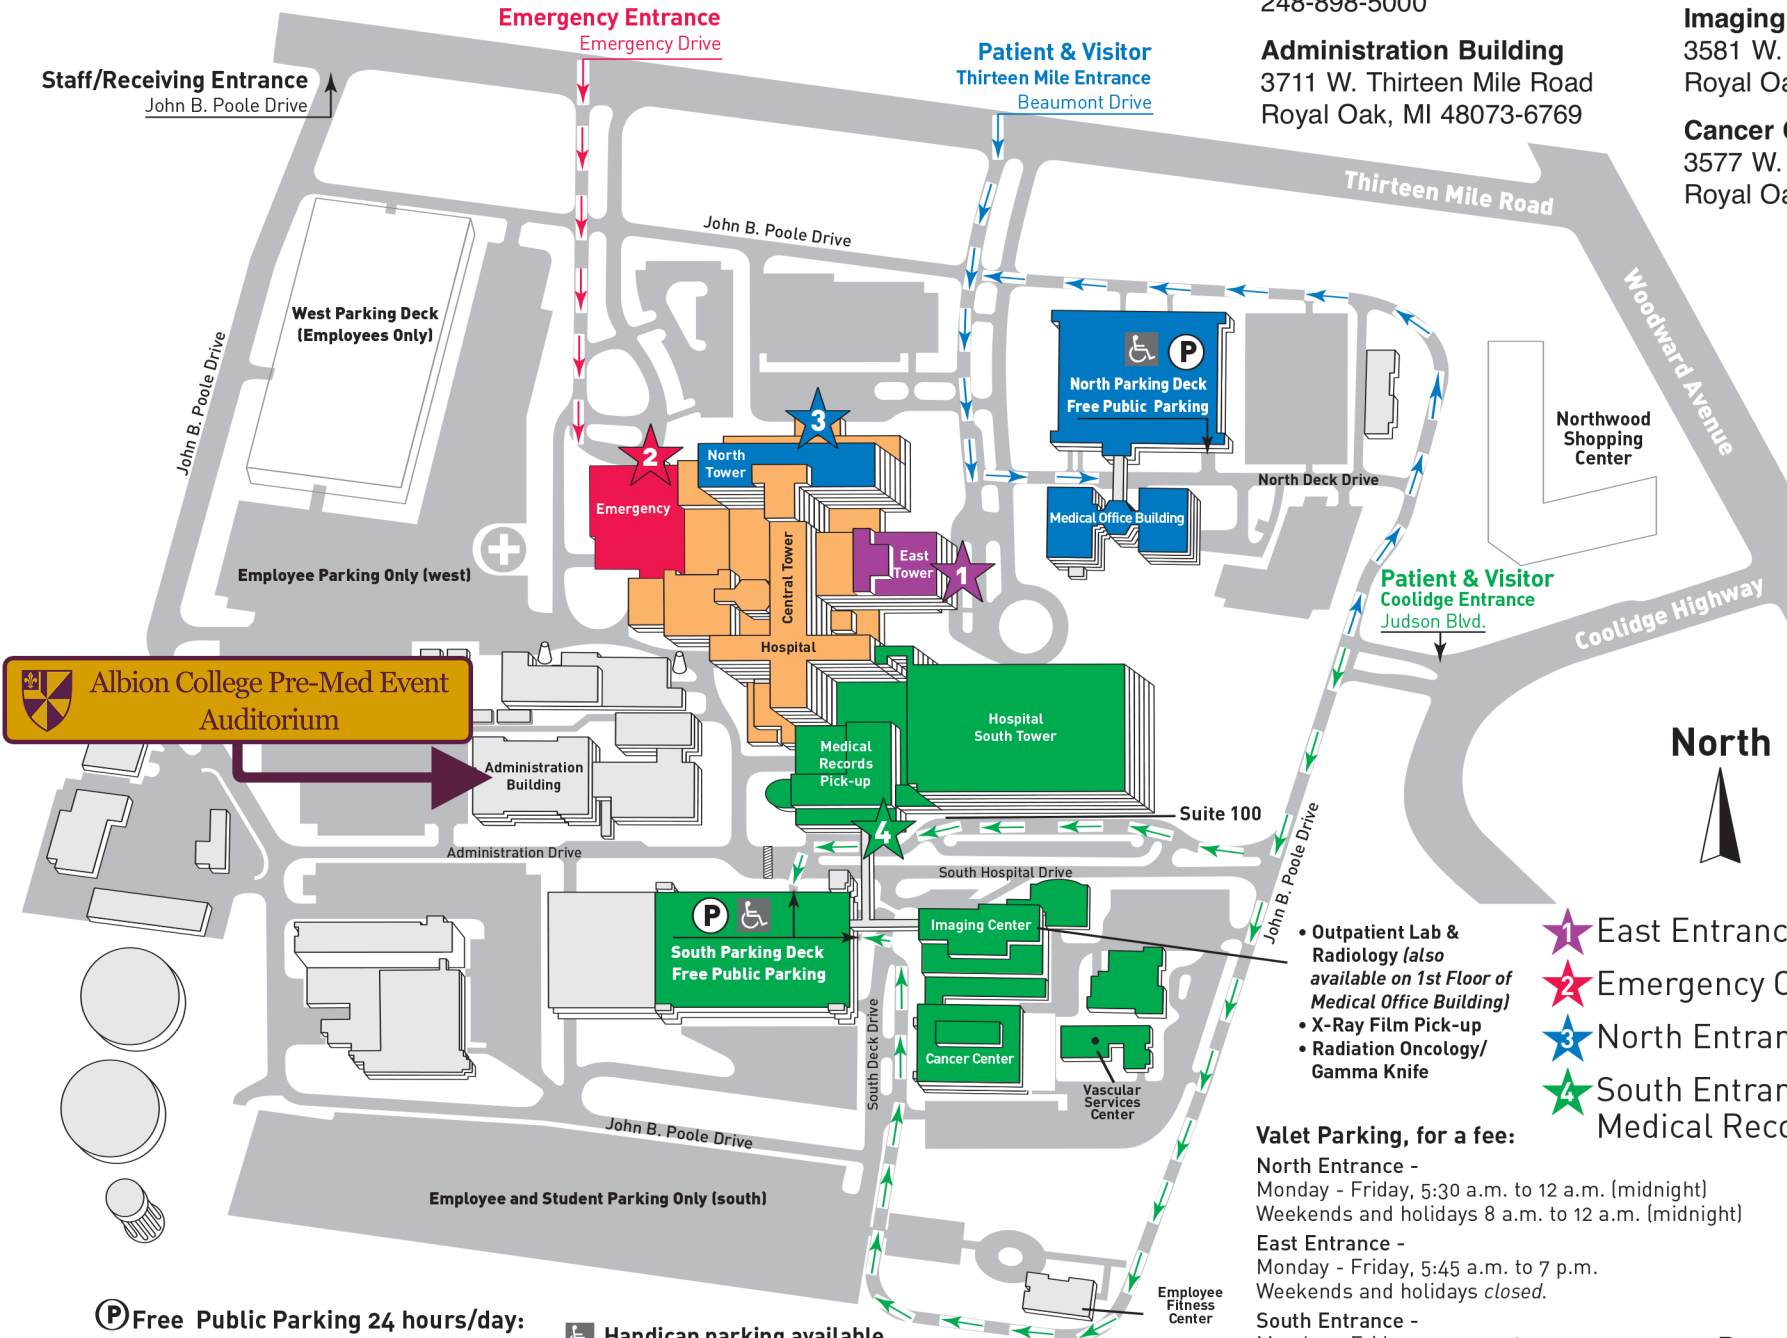 Emergency Entrance
Emergency Drive
Staff/Receiving Entrance
John B. Poole Drive
Patient & Visitor
Thirteen Mile Entrance
Beaumont Drive
248-898-5000
Administration Building
3711 W. Thirteen Mile Road
Royal Oak, MI 48073-6769
Imaging
3581 W.
Royal Oa
Cancer
3577 W.
Royal Oa
Thirteen Mile Road
Woodward Avenue
Coolidge Highway
John B. Poole Drive
John B. Poole Drive
West Parking Deck
(Employees Only)
P
North Parking Deck
Free Public Parking
Northwood
Shopping
Center
North Deck Drive
3
2
North
Tower
Emergency
Medical Office Building
East
Tower
1
Central Tower
Hospital
Employee Parking Only (west)
Patient & Visitor
Coolidge Entrance
Judson Blvd.
Albion College Pre-Med Event
Auditorium
Administration
Building
Hospital
South Tower
Medical
Records
Pick-up
4
Suite 100
North
Administration Drive
South Hospital Drive
John B. Poole Drive
P
South Parking Deck
Free Public Parking
Imaging Center
Cancer Center
Vascular
Services
Center
South Deck Drive
• Outpatient Lab &
Radiology (also
available on 1st Floor of
Medical Office Building)
• X-Ray Film Pick-up
• Radiation Oncology/
Gamma Knife
1 East Entranc
2 Emergency
3 North Entran
4 South Entran
Medical Reco
John B. Poole Drive
Employee and Student Parking Only (south)
Employee
Fitness
Center
Valet Parking, for a fee:
North Entrance -
Monday - Friday, 5:30 a.m. to 12 a.m. (midnight)
Weekends and holidays 8 a.m. to 12 a.m. (midnight)
East Entrance -
Monday - Friday, 5:45 a.m. to 7 p.m.
Weekends and holidays closed.
South Entrance -
P Free Public Parking 24 hours/day:
Handicap parking available